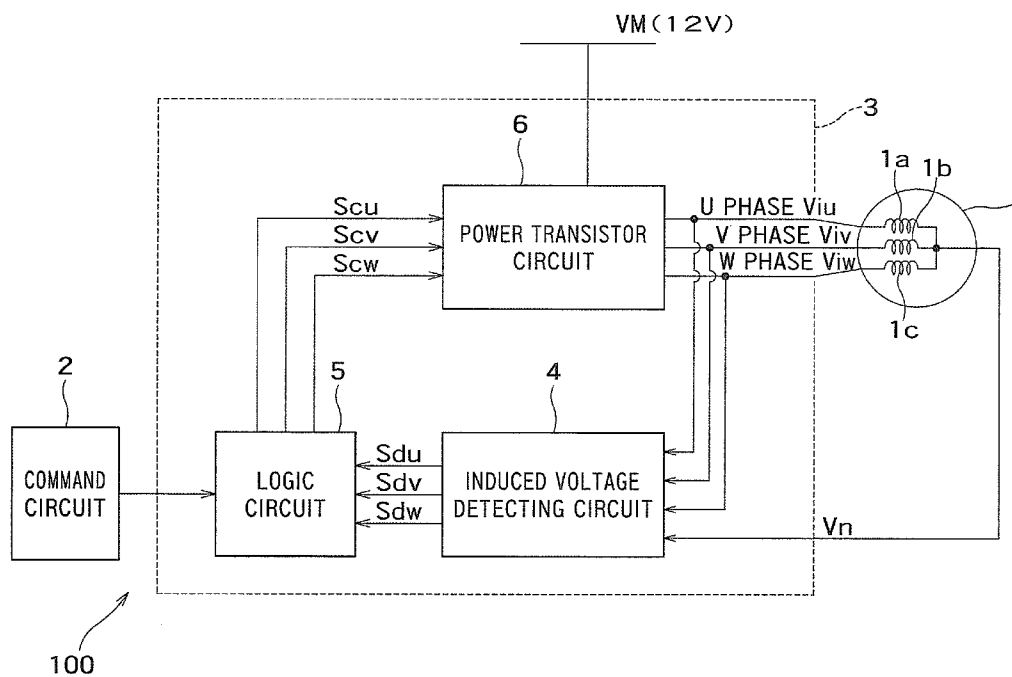 VM(12V)
3
6
1a
1b
Scu
U PHASE Viu
Scv
POWER TRANSISTOR
CIRCUIT
V PHASE Viv
Scw
W PHASE Viw
1c
2
5
4
Sdu
COMMAND
CIRCUIT
LOGIC
CIRCUIT
Sdv
INDUCED VOLTAGE
DETECTING CIRCUIT
Sdw
Vn
100